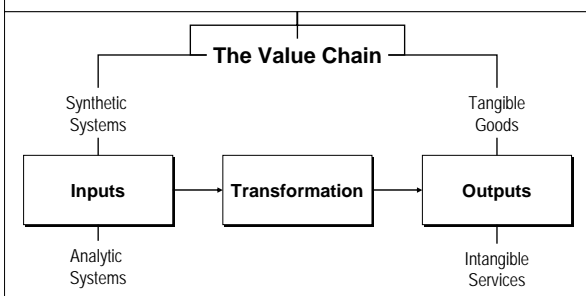 The Value Chain
Synthetic
Systems
Tangible
Goods
Inputs
Transformation
Outputs
Analytic
Systems
Intangible
Services